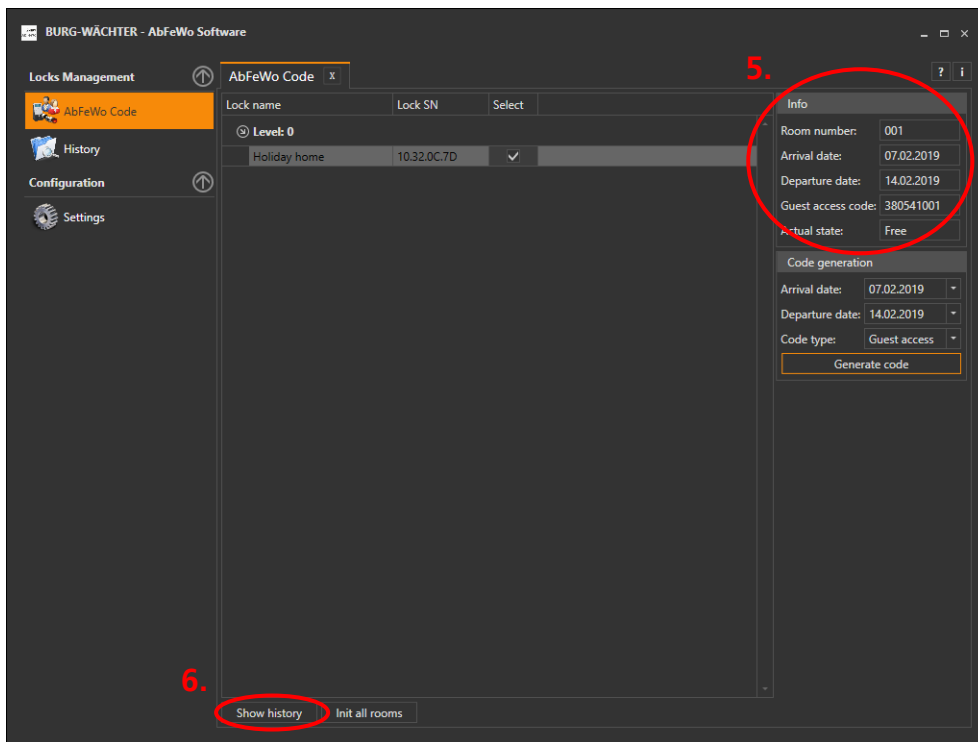 BURG-WÄCHTER - AbFeWo Software
Locks Management
AbFeWo Code
History
Configuration
Settings
AbFeWo Code X
Lock name Lock SN Select
Level: 0
Holiday home 10.32.0C.7D
5.
? i
Info
Room number: 001
Arrival date: 07.02.2019
Departure date: 14.02.2019
Guest access code: 380541001
Actual state: Free
Code generation
Arrival date: 07.02.2019
Departure date: 14.02.2019
Code type: Guest access
Generate code
6.
Show history Init all rooms